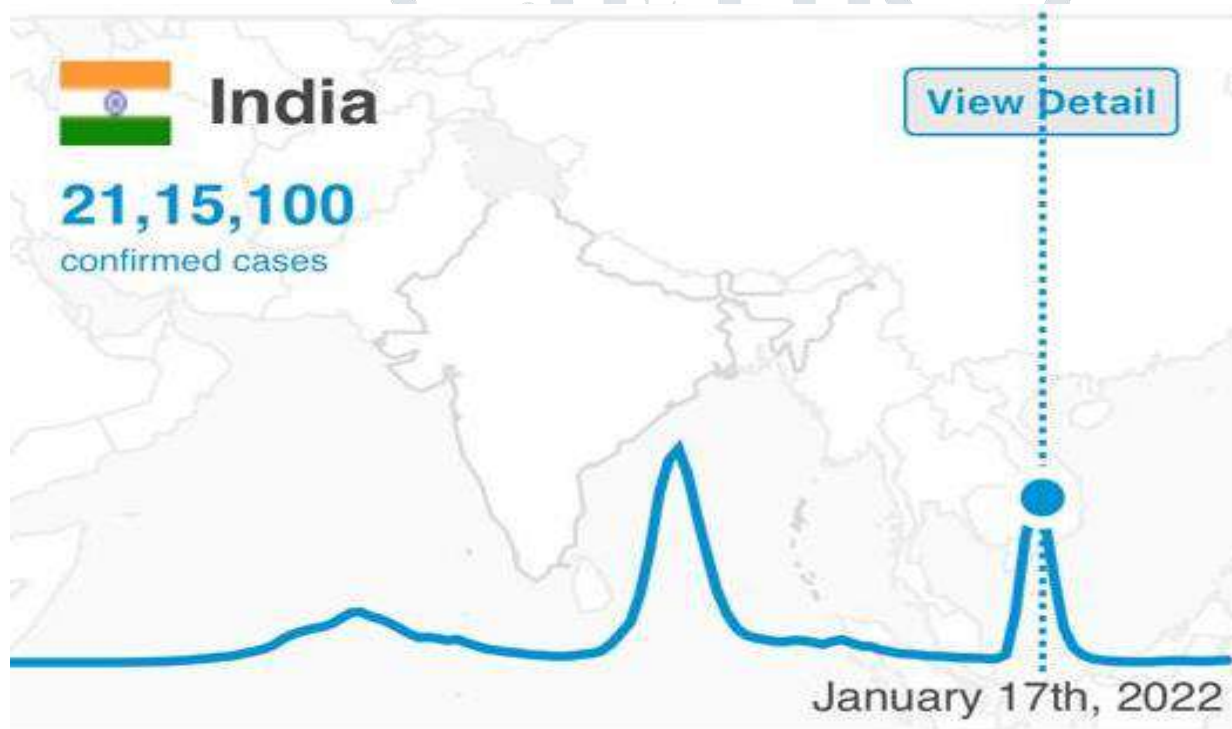 India
View Detail
21,15,100
confirmed cases
January 17th, 2022